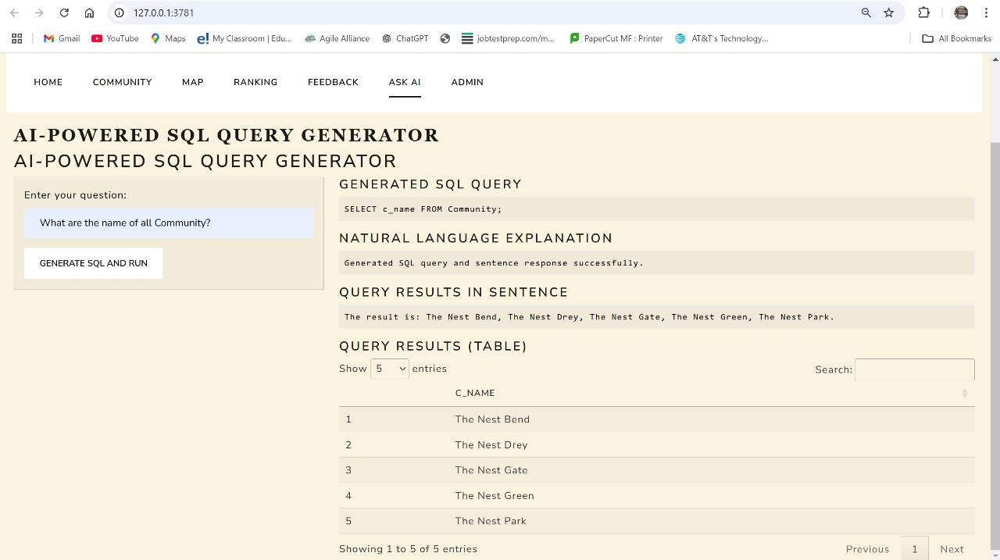 127.0.0.1:3781
Gmail YouTube Maps My Classroom | Edu... Agile Alliance ChatGPT jobtestprep.com/m... PaperCut MF : Printer AT&T's Technology... All Bookmarks
HOME COMMUNITY MAP RANKING FEEDBACK ASK AI ADMIN
AI-POWERED SQL QUERY GENERATOR
AI-POWERED SQL QUERY GENERATOR
Enter your question:
What are the name of all Community?
GENERATE SQL AND RUN
GENERATED SQL QUERY
SELECT c_name FROM Community;
NATURAL LANGUAGE EXPLANATION
Generated SQL query and sentence response successfully.
QUERY RESULTS IN SENTENCE
The result is: The Nest Bend, The Nest Drey, The Nest Gate, The Nest Green, The Nest Park.
QUERY RESULTS (TABLE)
Show 5 entries Search:
C_NAME
1 The Nest Bend
2 The Nest Drey
3 The Nest Gate
4 The Nest Green
5 The Nest Park
Showing 1 to 5 of 5 entries Previous 1 Next